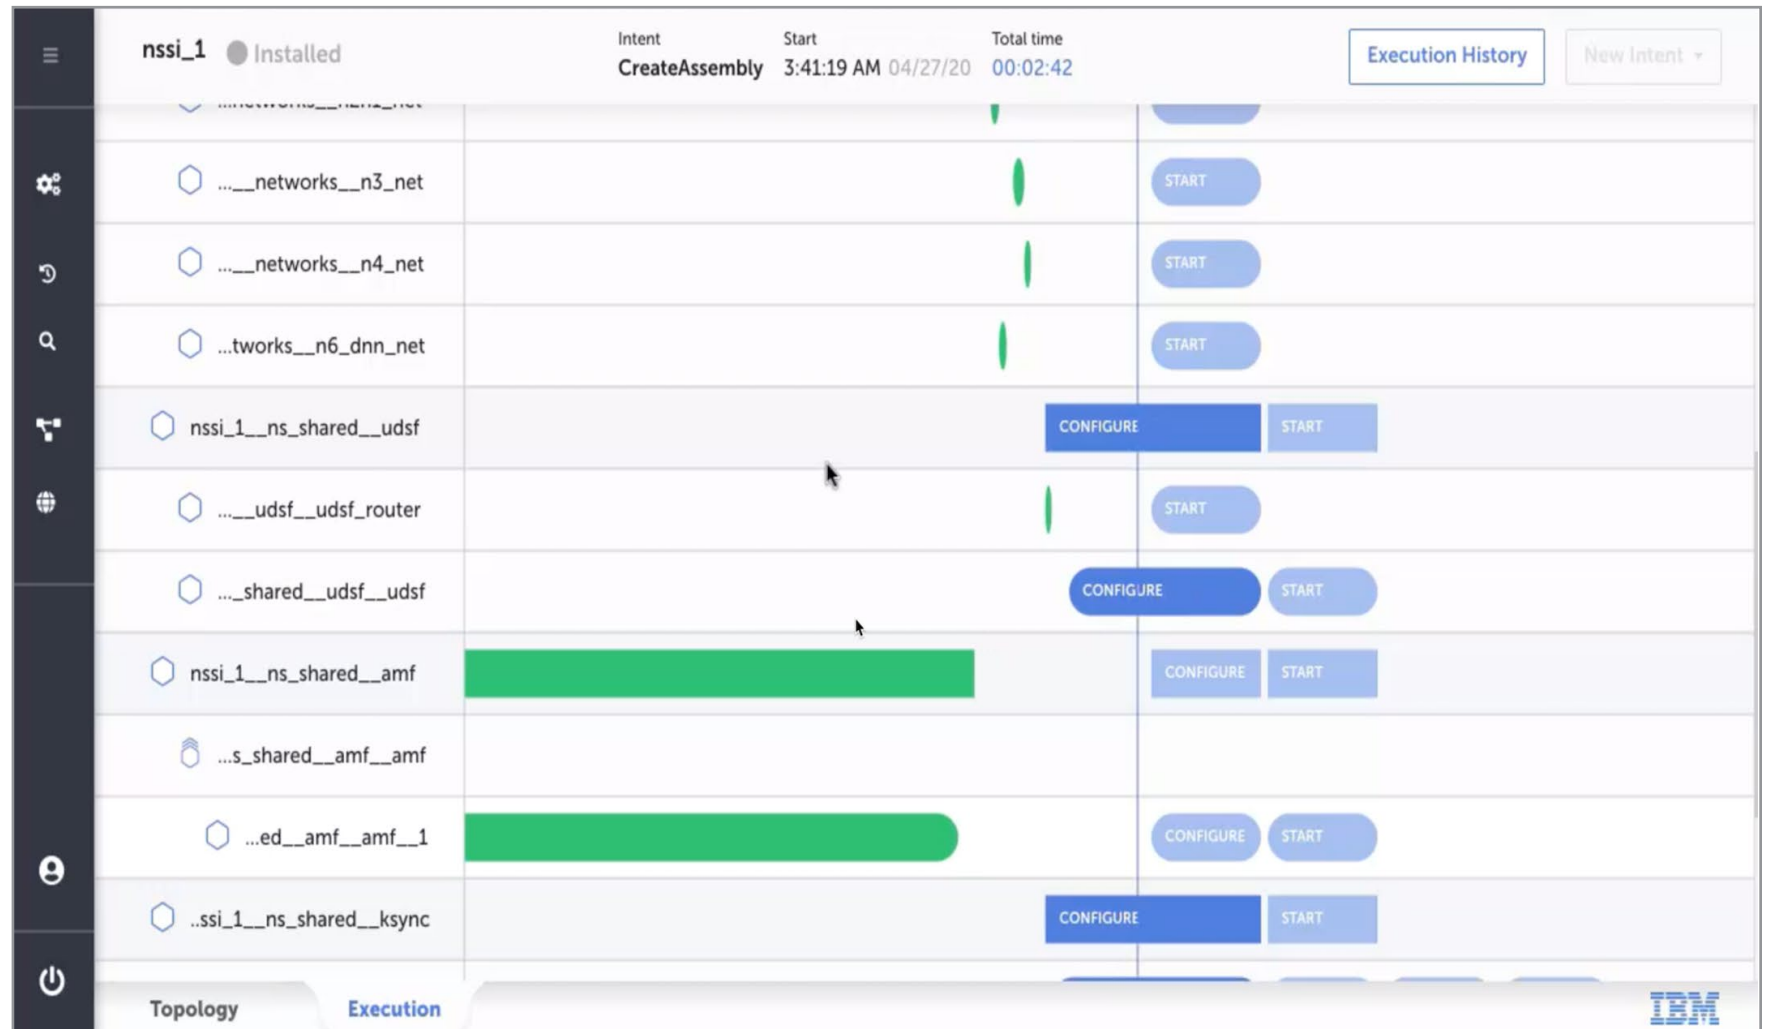 nssi_1 Installed
Intent
CreateAssembly
Start
3:41:19 AM 04/27/20
Total time
00:02:42
Execution History
New Intent
...__networks__n3_net START
...__networks__n4_net START
...tworks__n6_dnn_net START
nssi_1__ns_shared__udsf CONFIGURE START
...__udsf__udsf_router START
..._shared__udsf__udsf CONFIGURE START
nssi_1__ns_shared__amf CONFIGURE START
...s_shared__amf__amf
...ed__amf__amf__1 CONFIGURE START
..ssi_1__ns_shared__ksync CONFIGURE START
Topology Execution
IBM